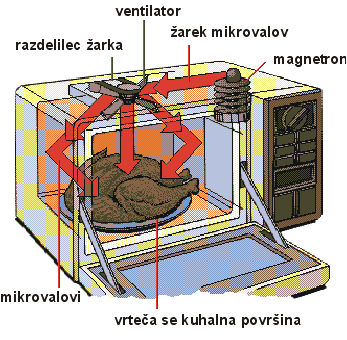 ventilator
razdelilec žarka
žarek mikrovalov
magnetron
mikrovalovi
vrteča se kuhalna površina